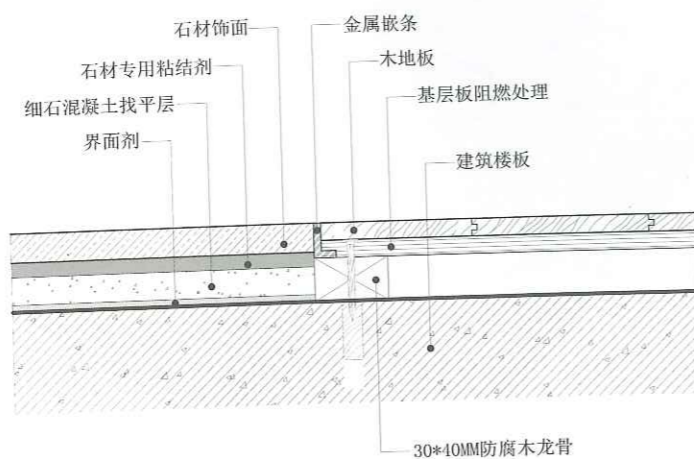 石材饰面
金属嵌条
石材专用粘结剂
木地板
细石混凝土找平层
基层板阻燃处理
界面剂
建筑楼板
30*40MM防腐木龙骨